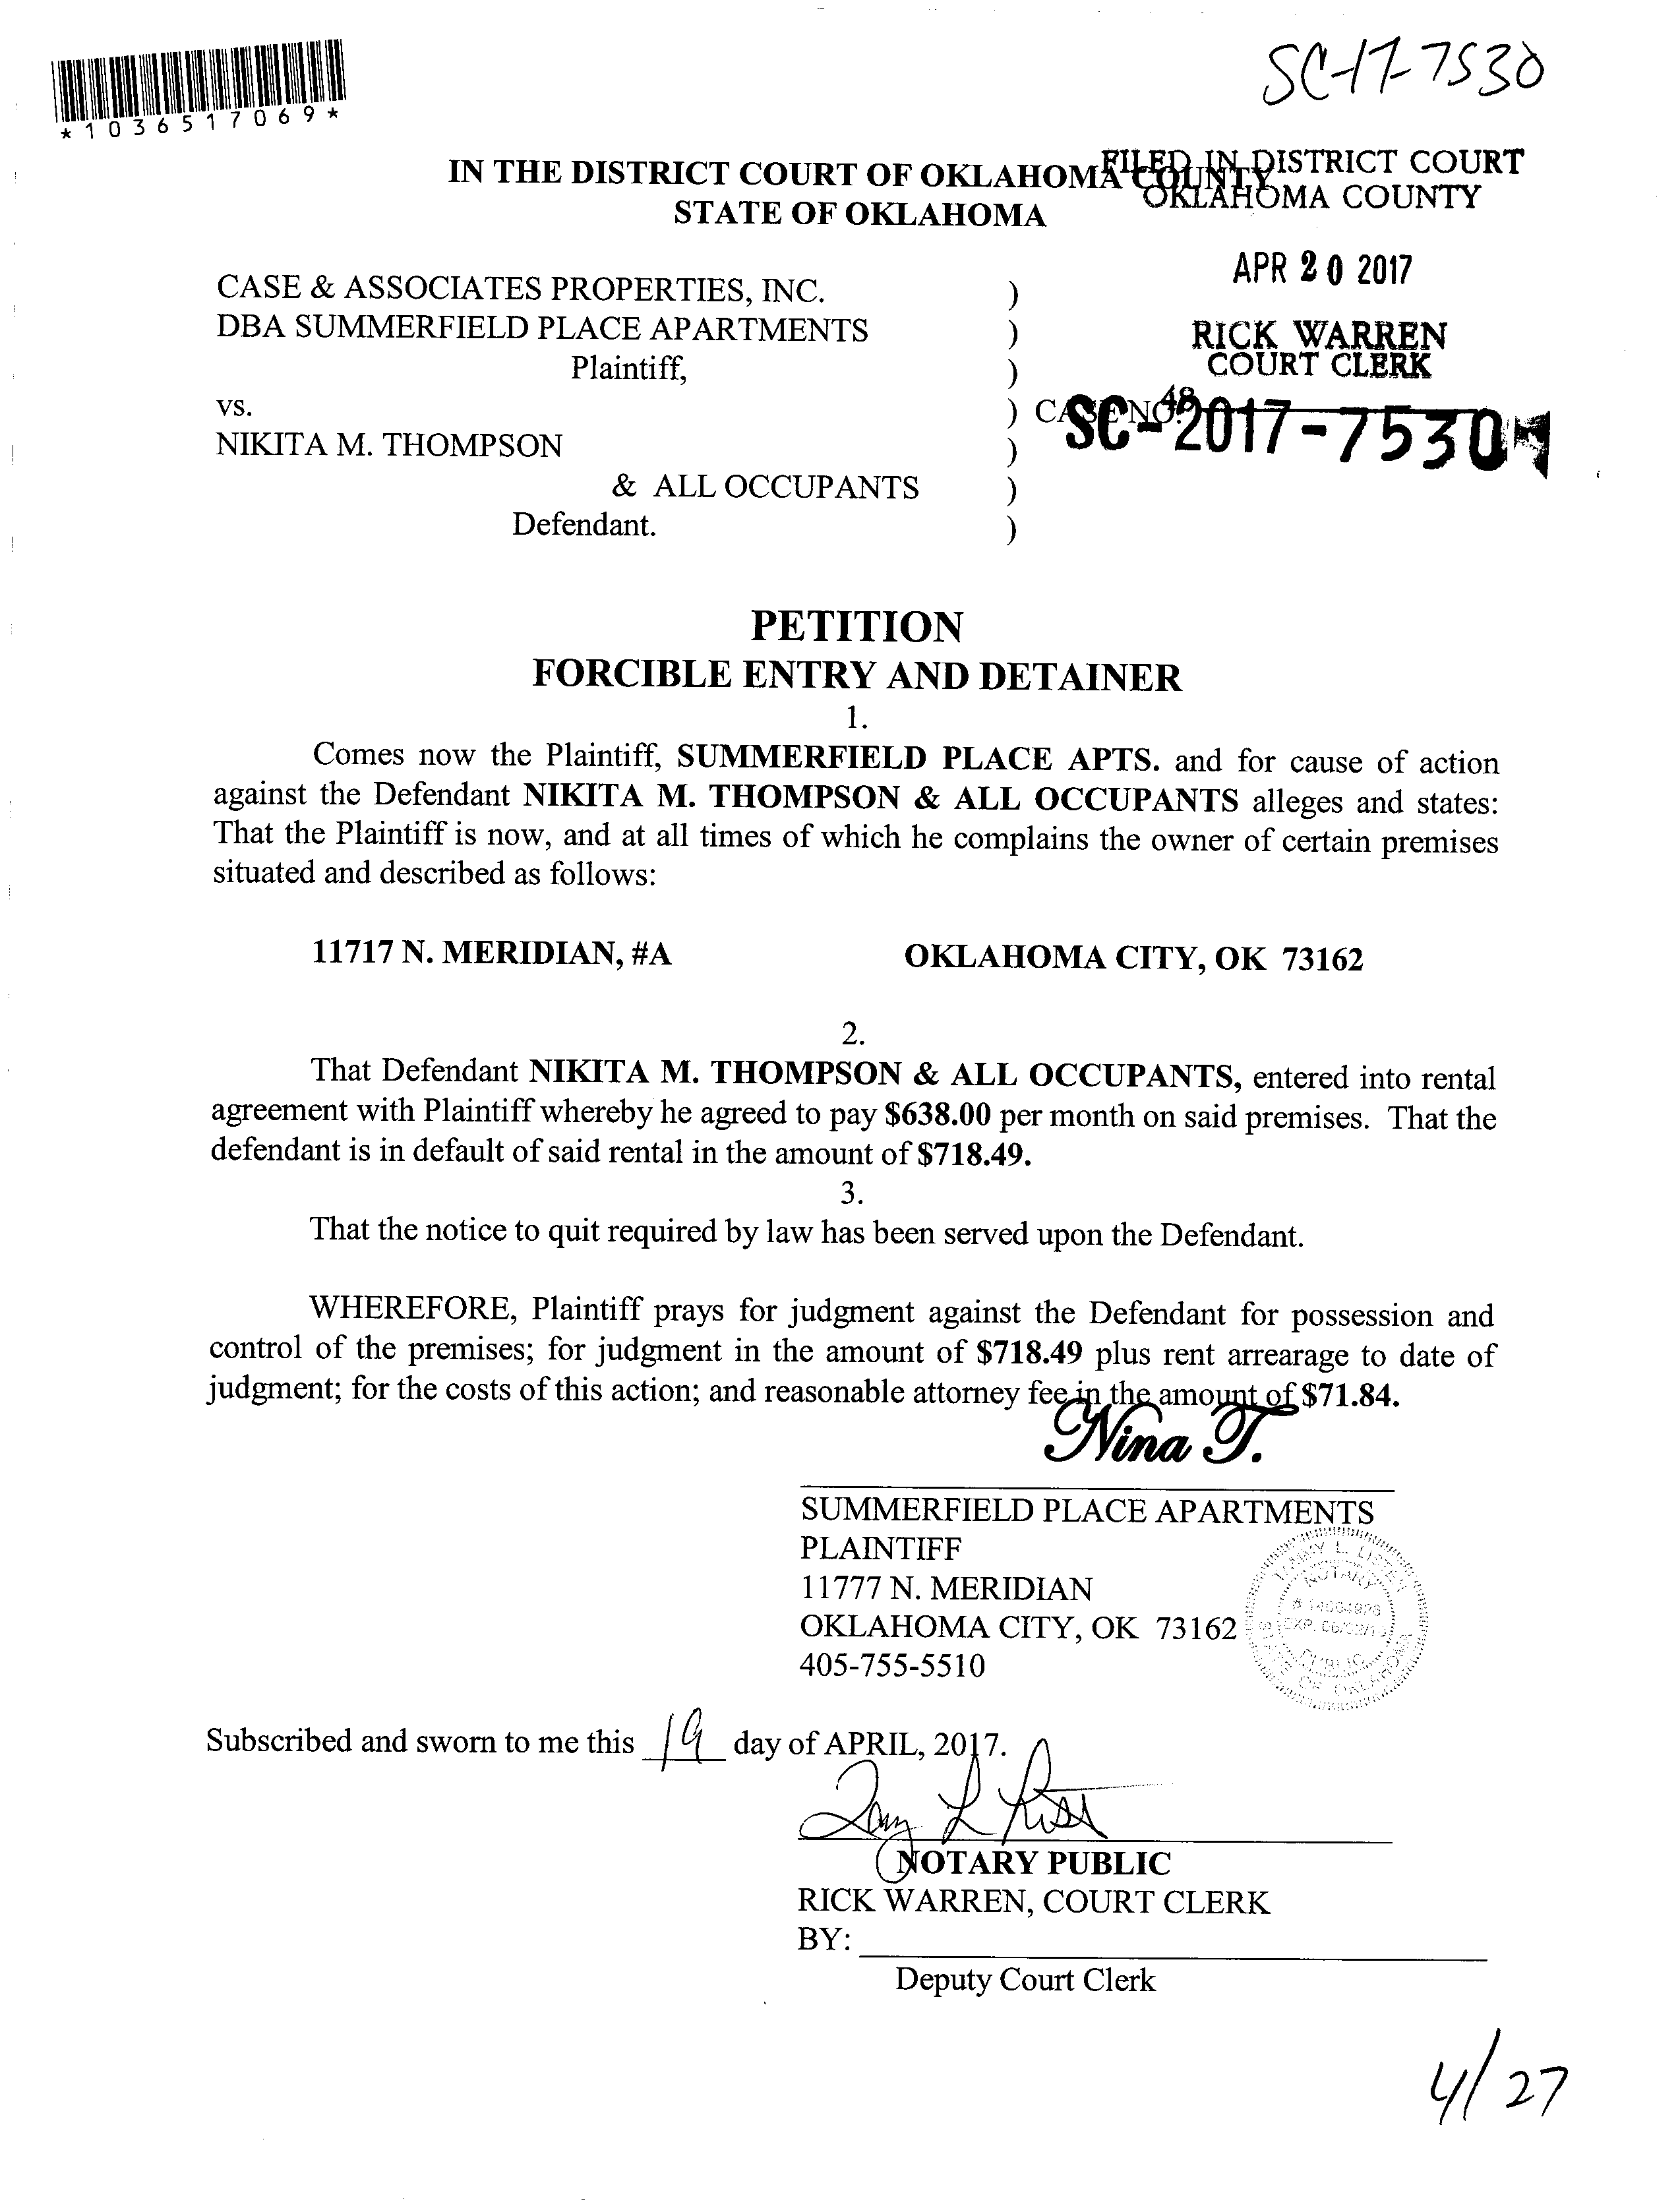 SC-17-7530
*1036517069*
IN THE DISTRICT COURT OF OKLAHOMA COUNTY
STATE OF OKLAHOMA
FILED IN DISTRICT COURT
OKLAHOMA COUNTY
APR 20 2017
RICK WARREN
COURT CLERK
48
CASE & ASSOCIATES PROPERTIES, INC. )
DBA SUMMERFIELD PLACE APARTMENTS )
Plaintiff, )
vs. ) CASE NO.
SC-2017-7530
NIKITA M. THOMPSON )
& ALL OCCUPANTS )
Defendant. )
PETITION
FORCIBLE ENTRY AND DETAINER
1.
Comes now the Plaintiff, SUMMERFIELD PLACE APTS. and for cause of action
against the Defendant NIKITA M. THOMPSON & ALL OCCUPANTS alleges and states:
That the Plaintiff is now, and at all times of which he complains the owner of certain premises
situated and described as follows:
11717 N. MERIDIAN, #A OKLAHOMA CITY, OK 73162
2.
That Defendant NIKITA M. THOMPSON & ALL OCCUPANTS, entered into rental
agreement with Plaintiff whereby he agreed to pay $638.00 per month on said premises. That the
defendant is in default of said rental in the amount of $718.49.
3.
That the notice to quit required by law has been served upon the Defendant.
WHEREFORE, Plaintiff prays for judgment against the Defendant for possession and
control of the premises; for judgment in the amount of $718.49 plus rent arrearage to date of
judgment; for the costs of this action; and reasonable attorney fee in the amount of $71.84.
Nina T.
SUMMERFIELD PLACE APARTMENTS
PLAINTIFF
11777 N. MERIDIAN
OKLAHOMA CITY, OK 73162
405-755-5510
NOTARY
PUBLIC
STATE OF OKLAHOMA
Subscribed and sworn to me this 19 day of APRIL, 2017.
NOTARY PUBLIC
RICK WARREN, COURT CLERK
BY:
Deputy Court Clerk
4/27